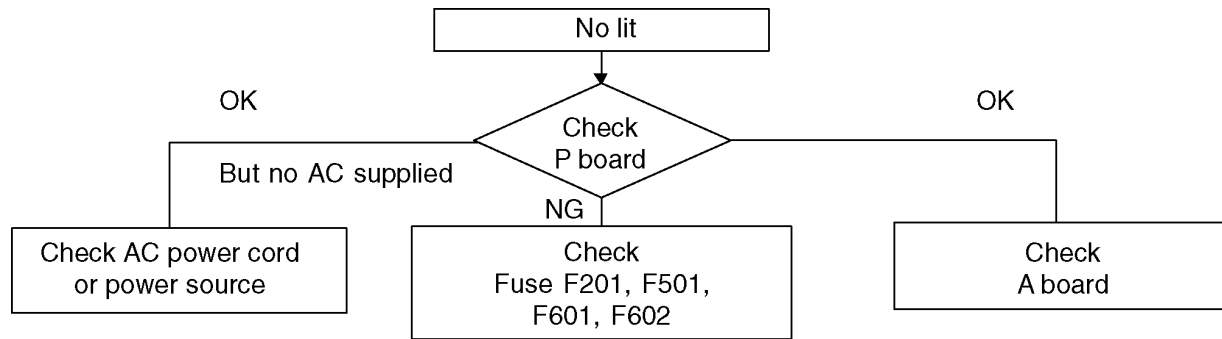 No lit
OK
OK
Check
P board
But no AC supplied
NG
Check AC power cord
or power source
Check
Fuse F201, F501,
F601, F602
Check
A board